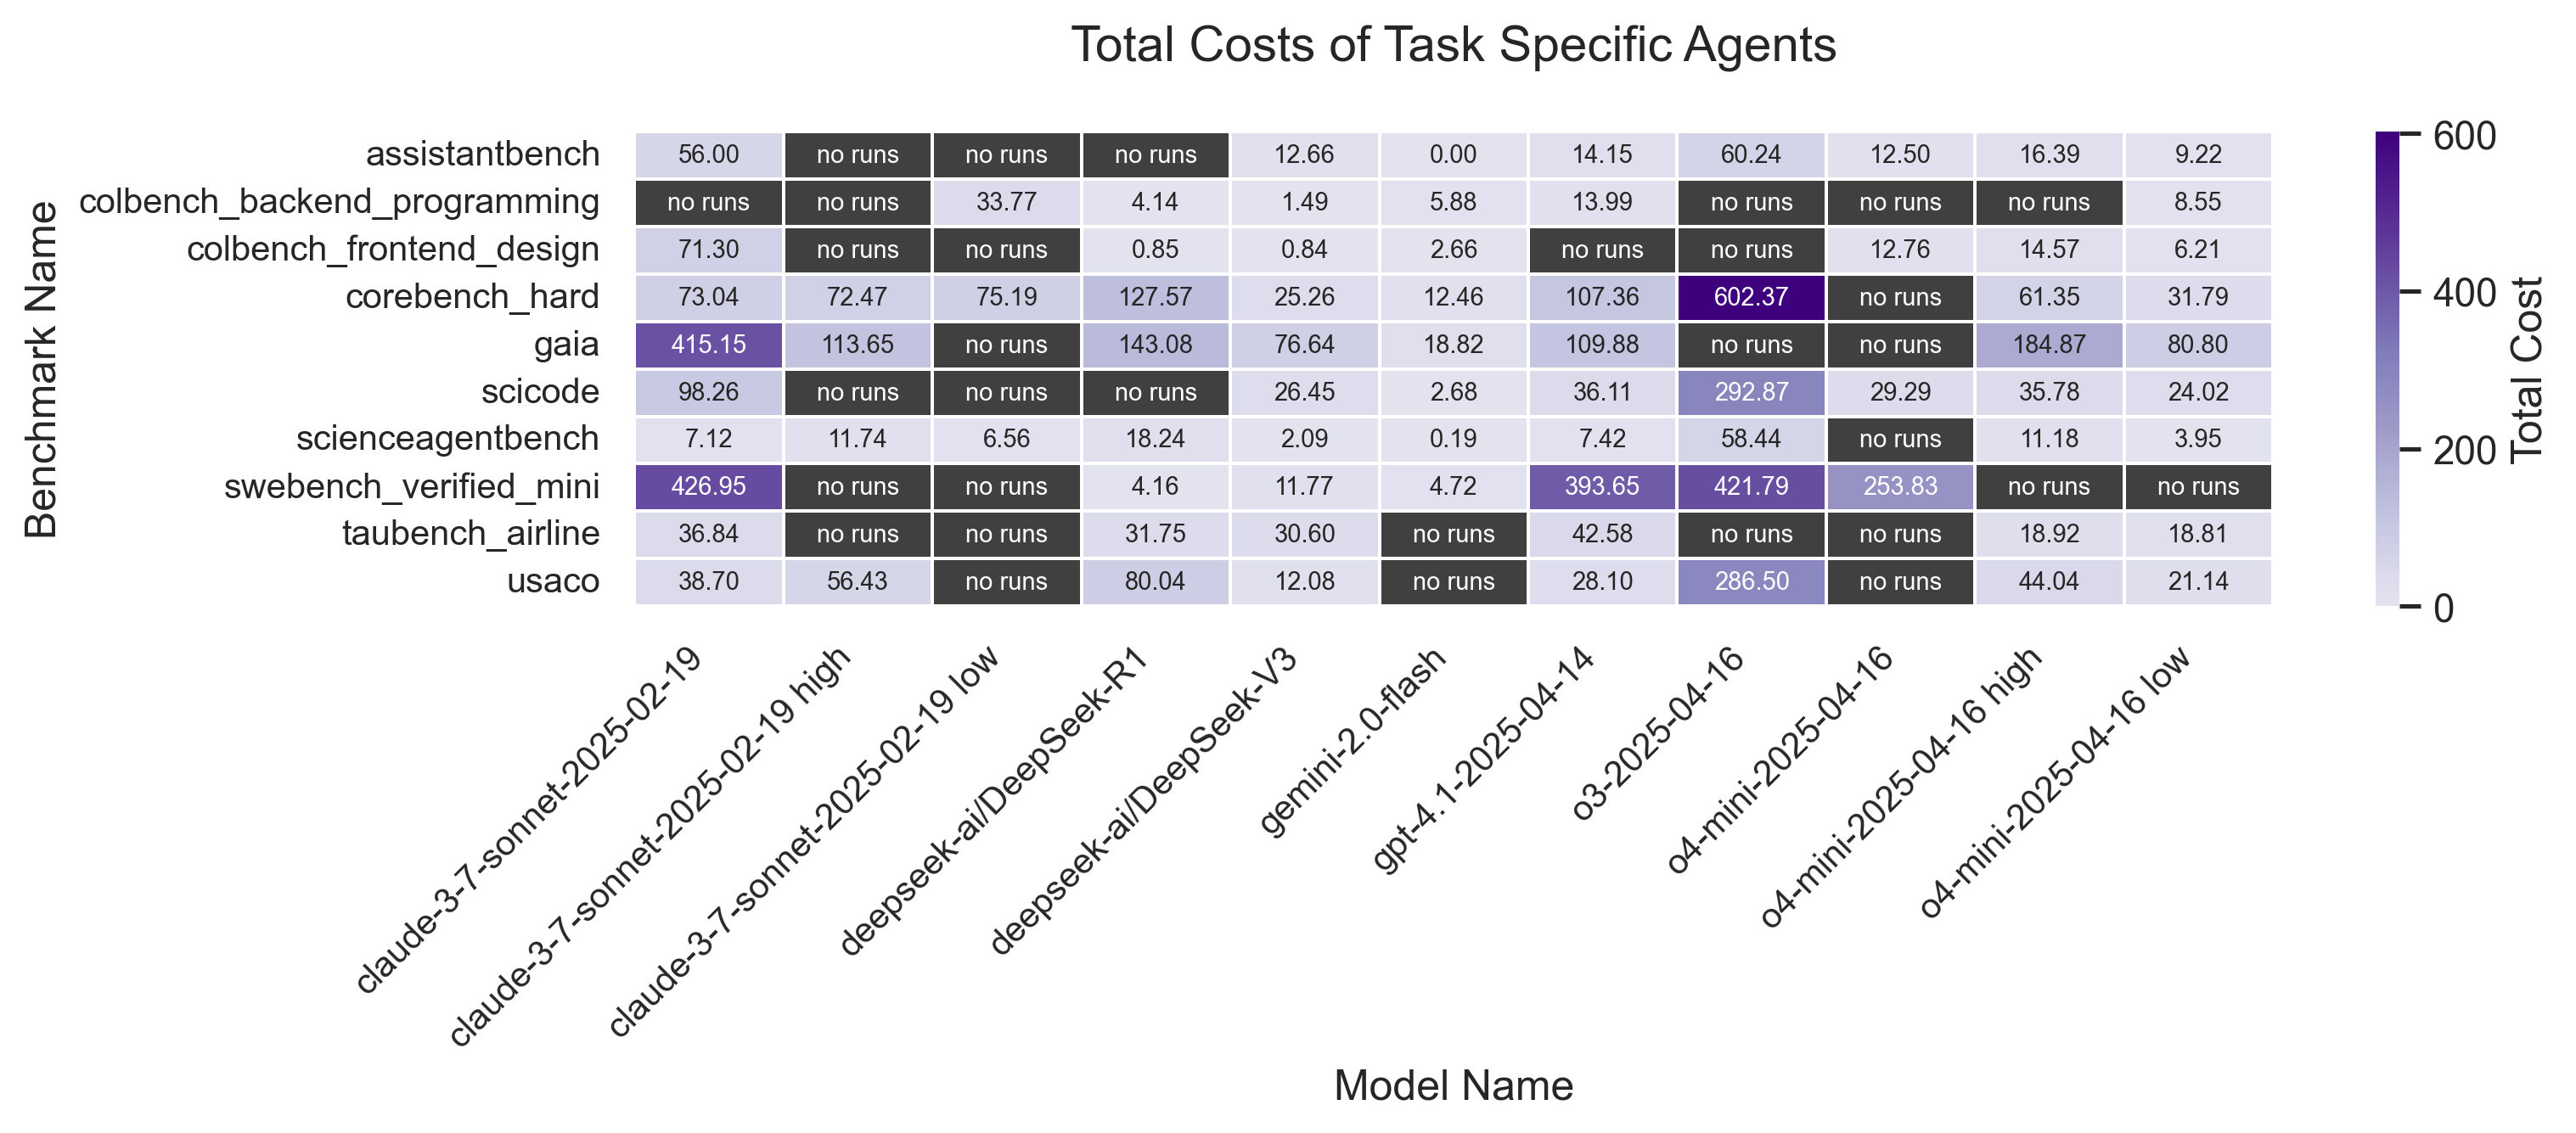 Total Costs of Task Specific Agents
Benchmark Name
assistantbench 56.00 no runs no runs no runs 12.66 0.00 14.15 60.24 12.50 16.39 9.22
colbench_backend_programming no runs no runs 33.77 4.14 1.49 5.88 13.99 no runs no runs no runs 8.55
colbench_frontend_design 71.30 no runs no runs 0.85 0.84 2.66 no runs no runs 12.76 14.57 6.21
corebench_hard 73.04 72.47 75.19 127.57 25.26 12.46 107.36 602.37 no runs 61.35 31.79
gaia 415.15 113.65 no runs 143.08 76.64 18.82 109.88 no runs no runs 184.87 80.80
scicode 98.26 no runs no runs no runs 26.45 2.68 36.11 292.87 29.29 35.78 24.02
scienceagentbench 7.12 11.74 6.56 18.24 2.09 0.19 7.42 58.44 no runs 11.18 3.95
swebench_verified_mini 426.95 no runs no runs 4.16 11.77 4.72 393.65 421.79 253.83 no runs no runs
taubench_airline 36.84 no runs no runs 31.75 30.60 no runs 42.58 no runs no runs 18.92 18.81
usaco 38.70 56.43 no runs 80.04 12.08 no runs 28.10 286.50 no runs 44.04 21.14
claude-3-7-sonnet-2025-02-19
claude-3-7-sonnet-2025-02-19 high
claude-3-7-sonnet-2025-02-19 low
deepseek-ai/DeepSeek-R1
deepseek-ai/DeepSeek-V3
gemini-2.0-flash
gpt-4.1-2025-04-14
o3-2025-04-16
o4-mini-2025-04-16
o4-mini-2025-04-16 high
o4-mini-2025-04-16 low
Model Name
600
400
200
0
Total Cost